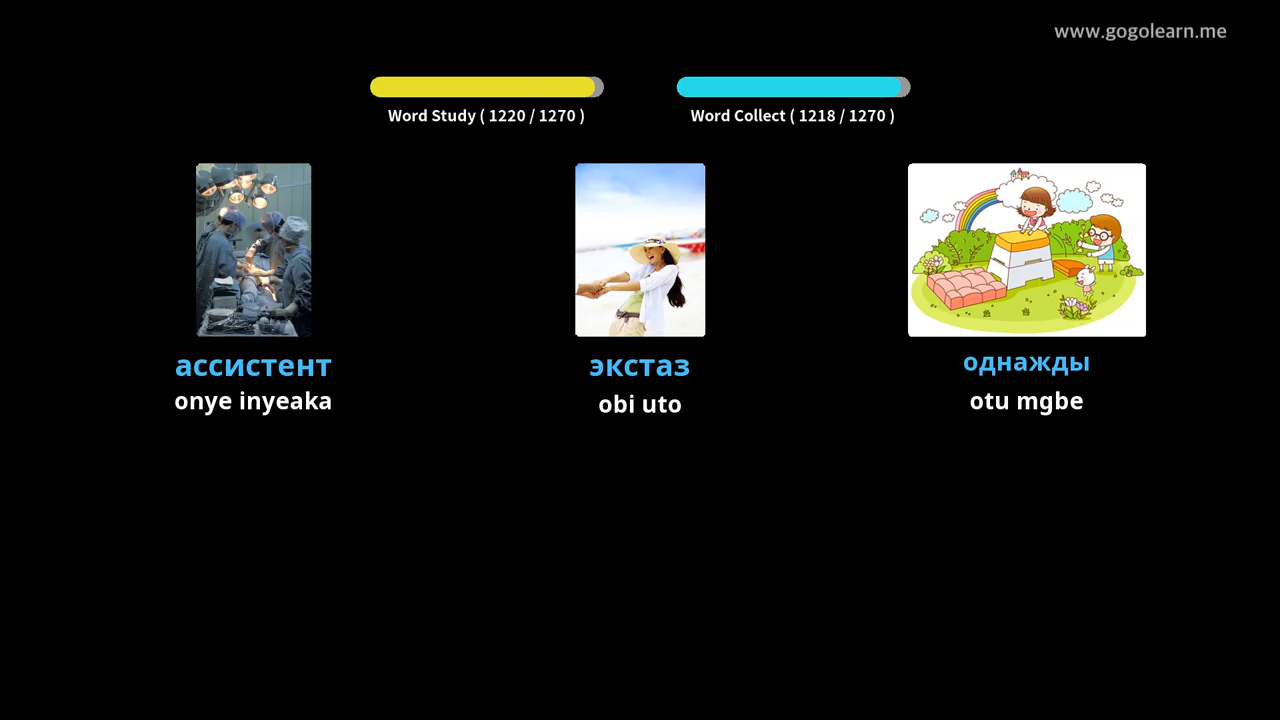 www.gogolearn.me
Word Study ( 1220 / 1270 )
Word Collect ( 1218 / 1270 )
ассистент
onye inyeaka
экстаз
obi uto
однажды
otu mgbe